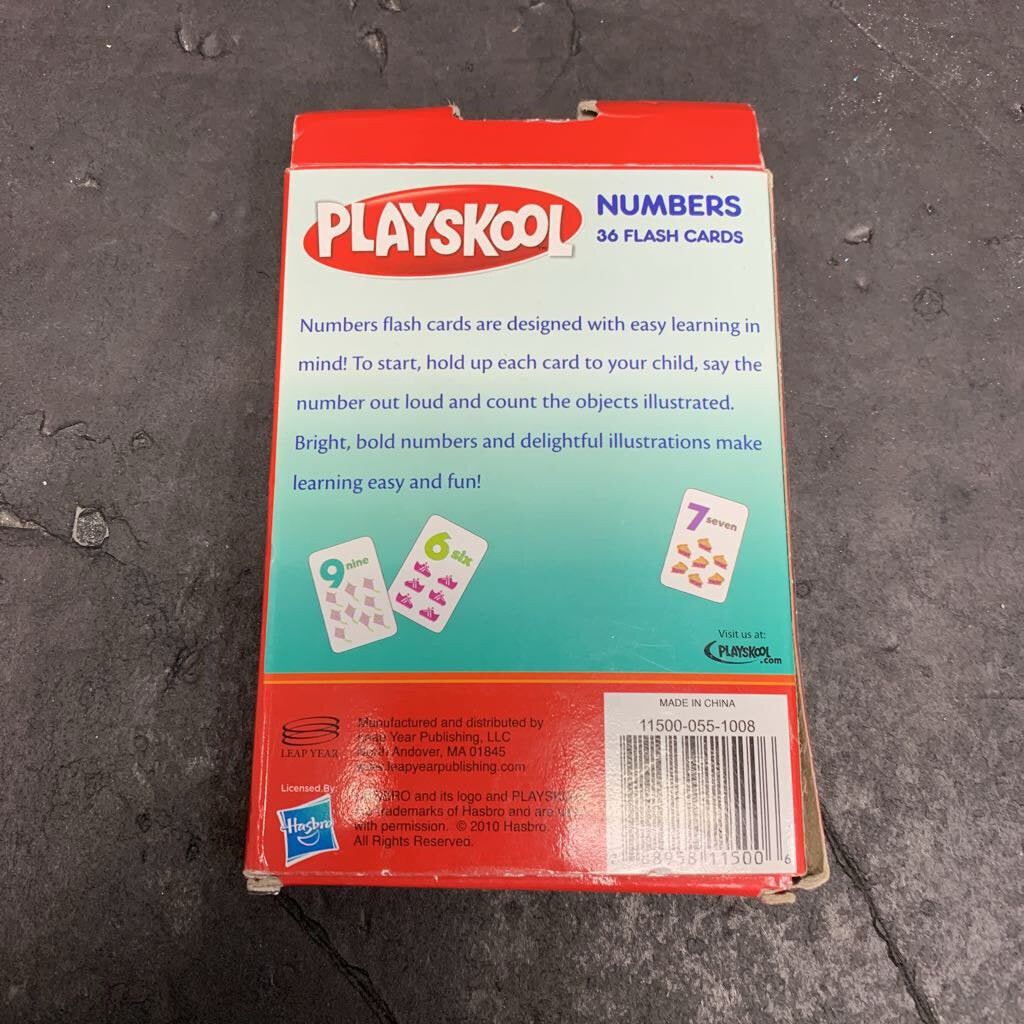 PLAYSKOOL
NUMBERS
36 FLASH CARDS
Numbers flash cards are designed with easy learning in
mind! To start, hold up each card to your child, say the
number out loud and count the objects illustrated.
Bright, bold numbers and delightful illustrations make
learning easy and fun!
9 nine
6 six
7 seven
Visit us at:
PLAYSKOOL
.com
LEAP YEAR
Manufactured and distributed by
Leap Year Publishing, LLC
North Andover, MA 01845
www.leapyearpublishing.com
Licensed By:
Hasbro
and its logo and
trademarks of Hasbro and are
with permission. © 2010 Hasbro.
All Rights Reserved.
MADE IN CHINA
11500-055-1008
11500 6